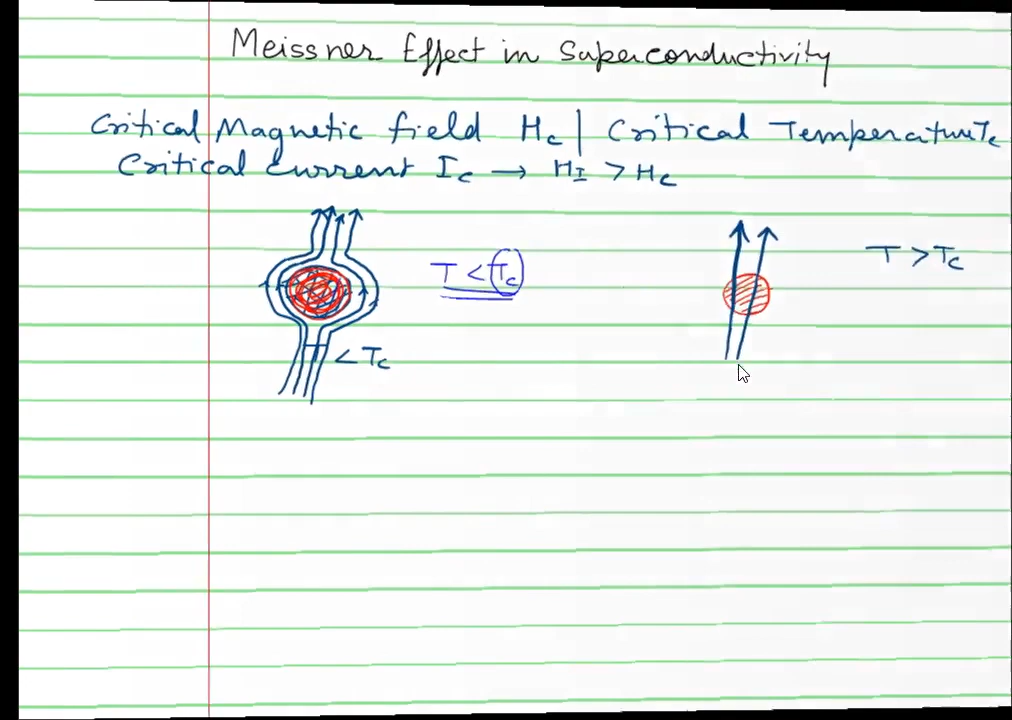 Meissner Effect in Superconductivity
Critical Magnetic field Hc | Critical Temperature Tc
Critical Current Ic → HI > Hc
T < Tc
T > Tc
< Tc